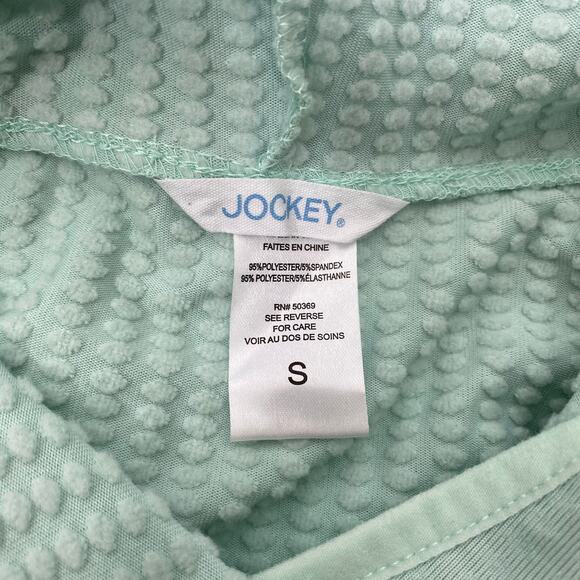 JOCKEY®
FAITES EN CHINE
95%POLYESTER/5%SPANDEX
95% POLYESTER/5%ÉLASTHANNE
RN# 50369
SEE REVERSE
FOR CARE
VOIR AU DOS DE SOINS
S